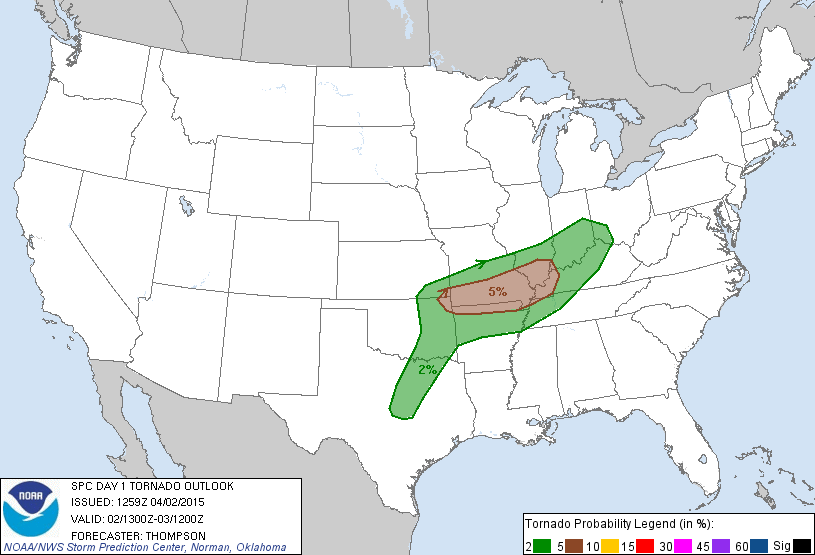 5%
2%
NOAA
SPC DAY 1 TORNADO OUTLOOK
ISSUED: 1259Z 04/02/2015
VALID: 02/1300Z-03/1200Z
FORECASTER: THOMPSON
NOAA/NWS Storm Prediction Center, Norman, Oklahoma
Tornado Probability Legend (in %):
2 5 10 15 30 45 60 Sig